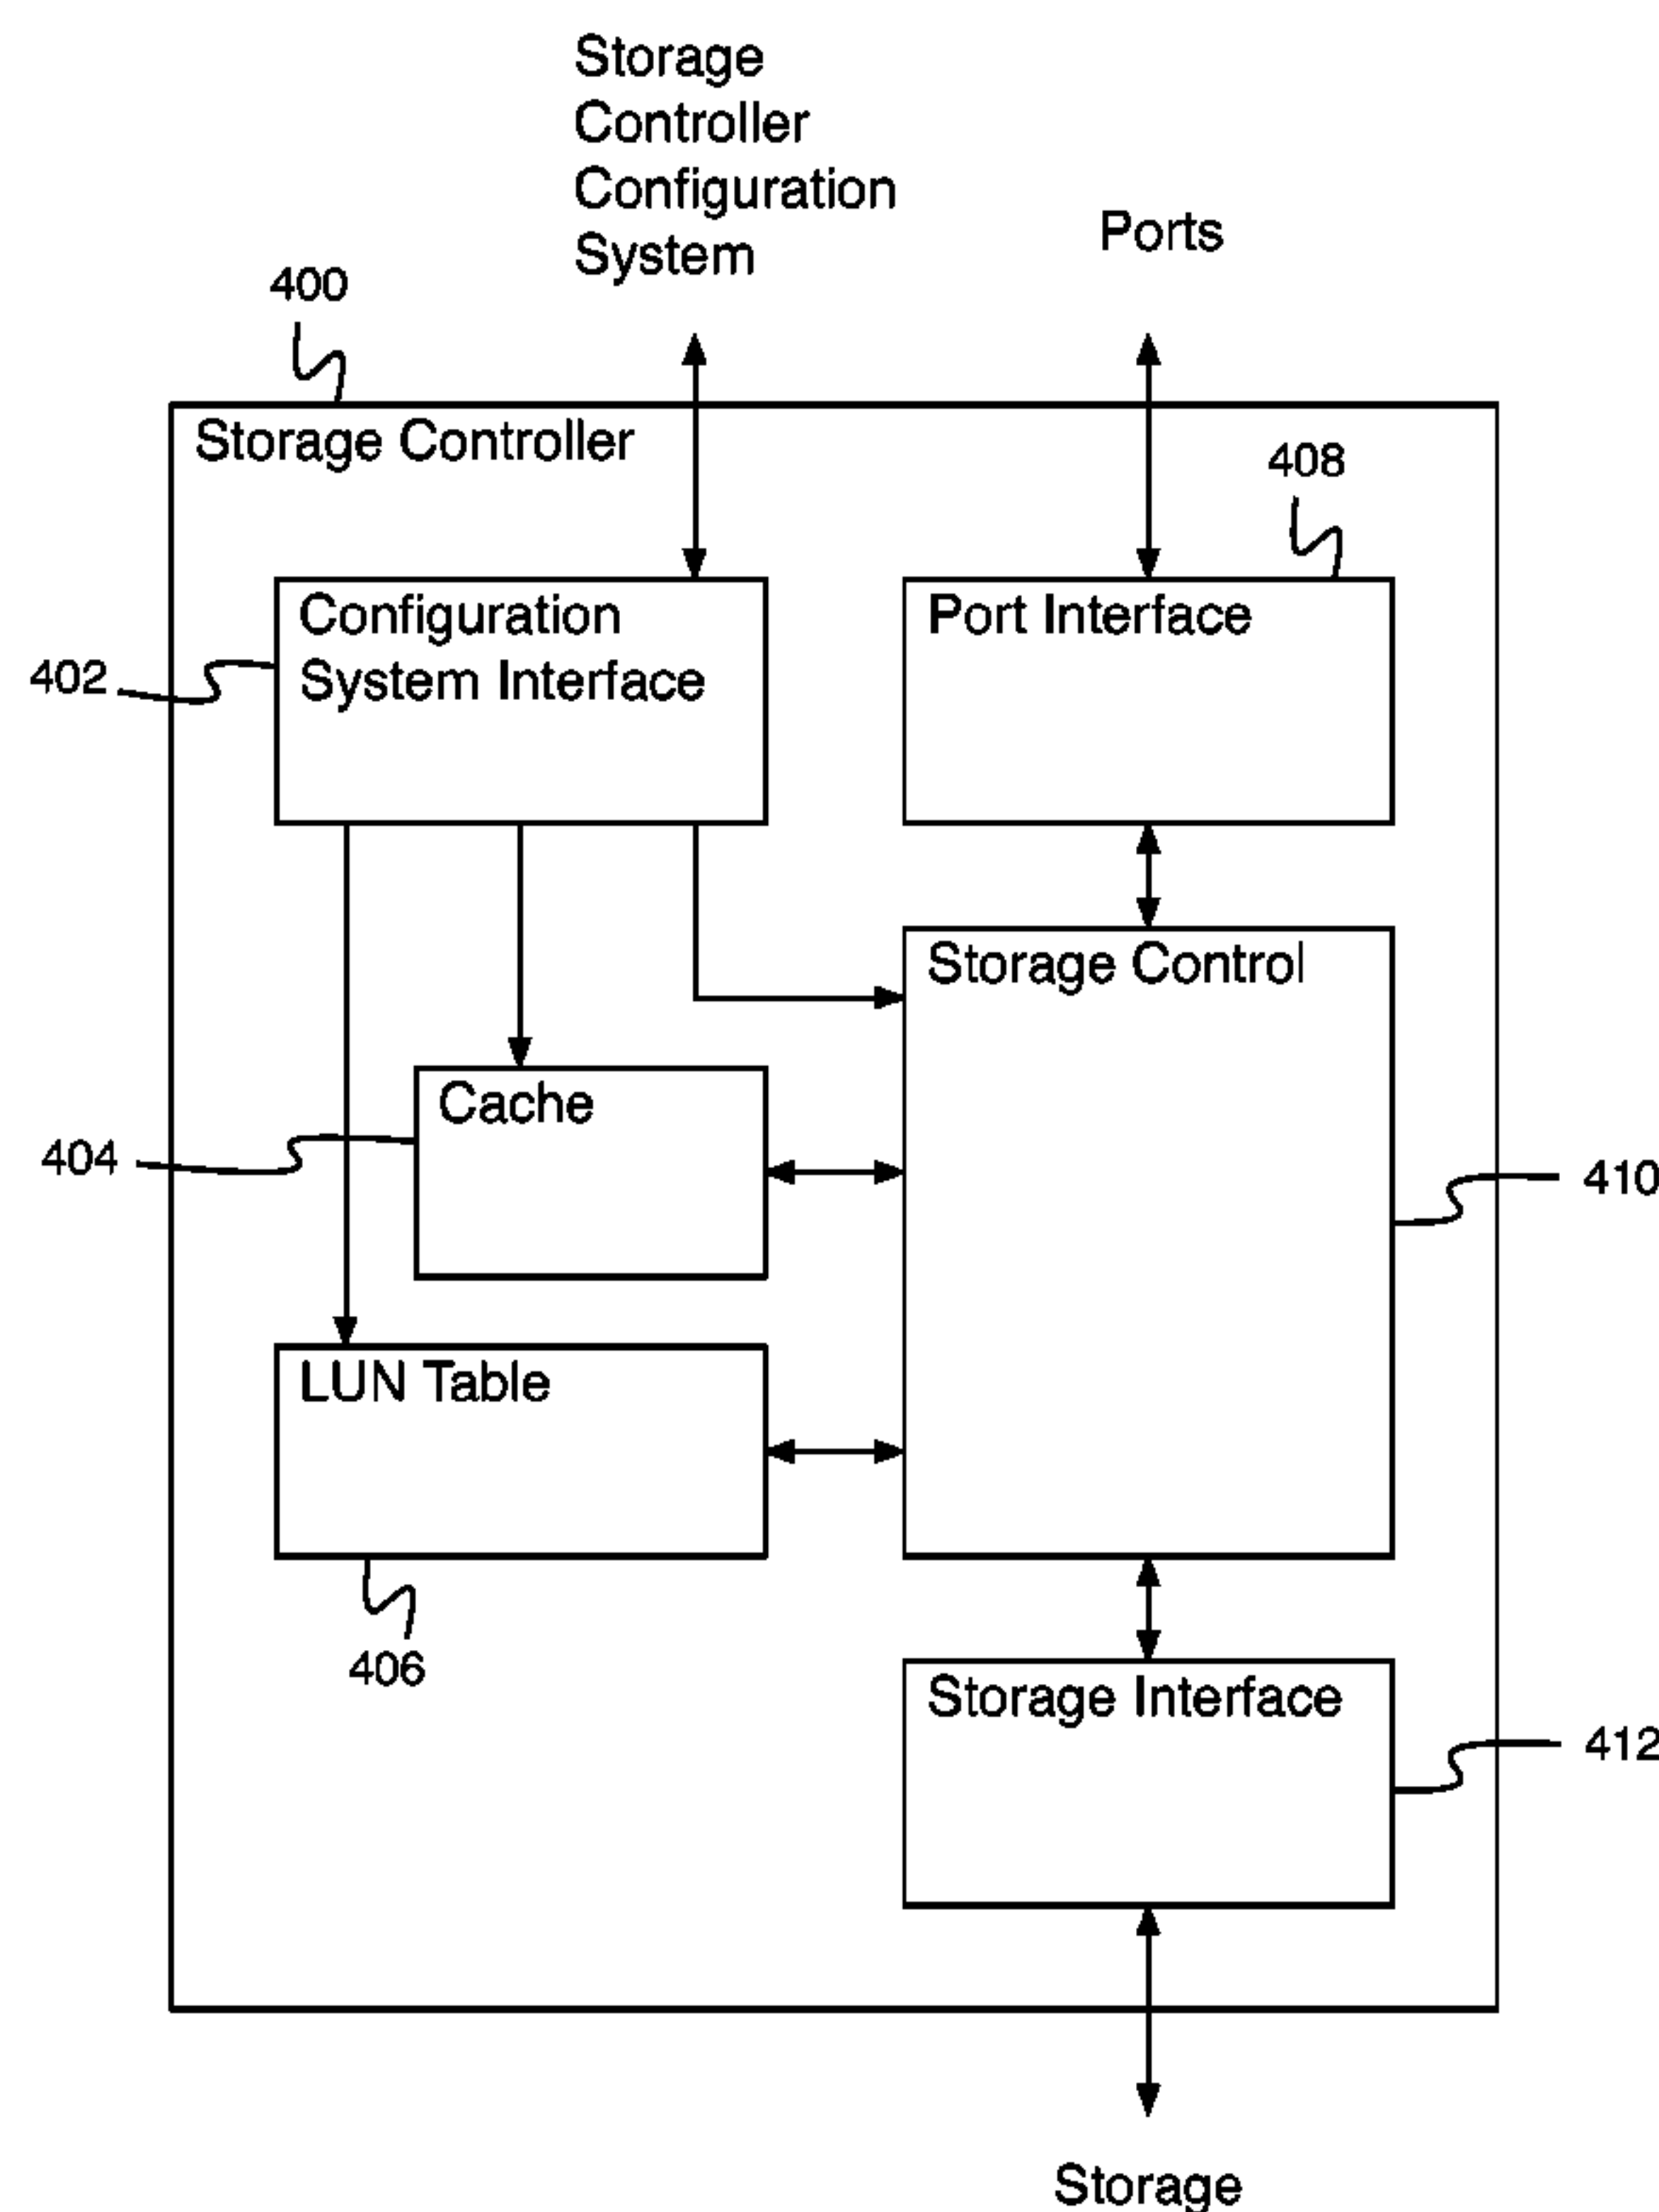 Storage
Controller
Configuration
System
Ports
400
Storage Controller
408
Configuration
System Interface
Port Interface
402
Storage Control
Cache
404
410
LUN Table
406
Storage Interface
412
Storage